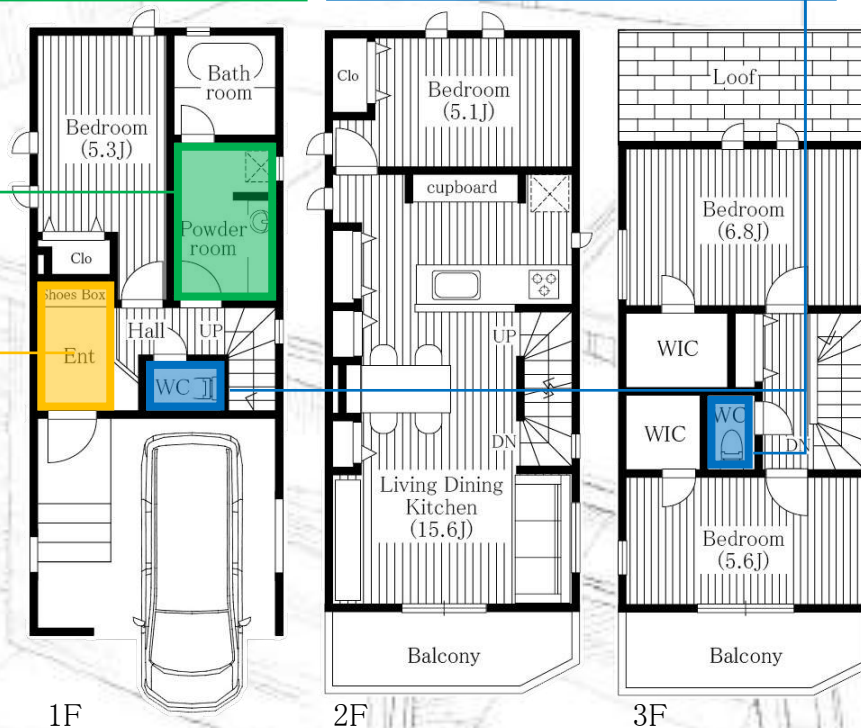 Bath
room
Bedroom
(5.3J)
Powder
room
Clo
Shoes Box
Hall
UP
Ent
WC
1F
Clo
Bedroom
(5.1J)
cupboard
UP
DN
Living Dining
Kitchen
(15.6J)
Balcony
2F
Loof
Bedroom
(6.8J)
WIC
WIC
WC
DN
Bedroom
(5.6J)
Balcony
3F